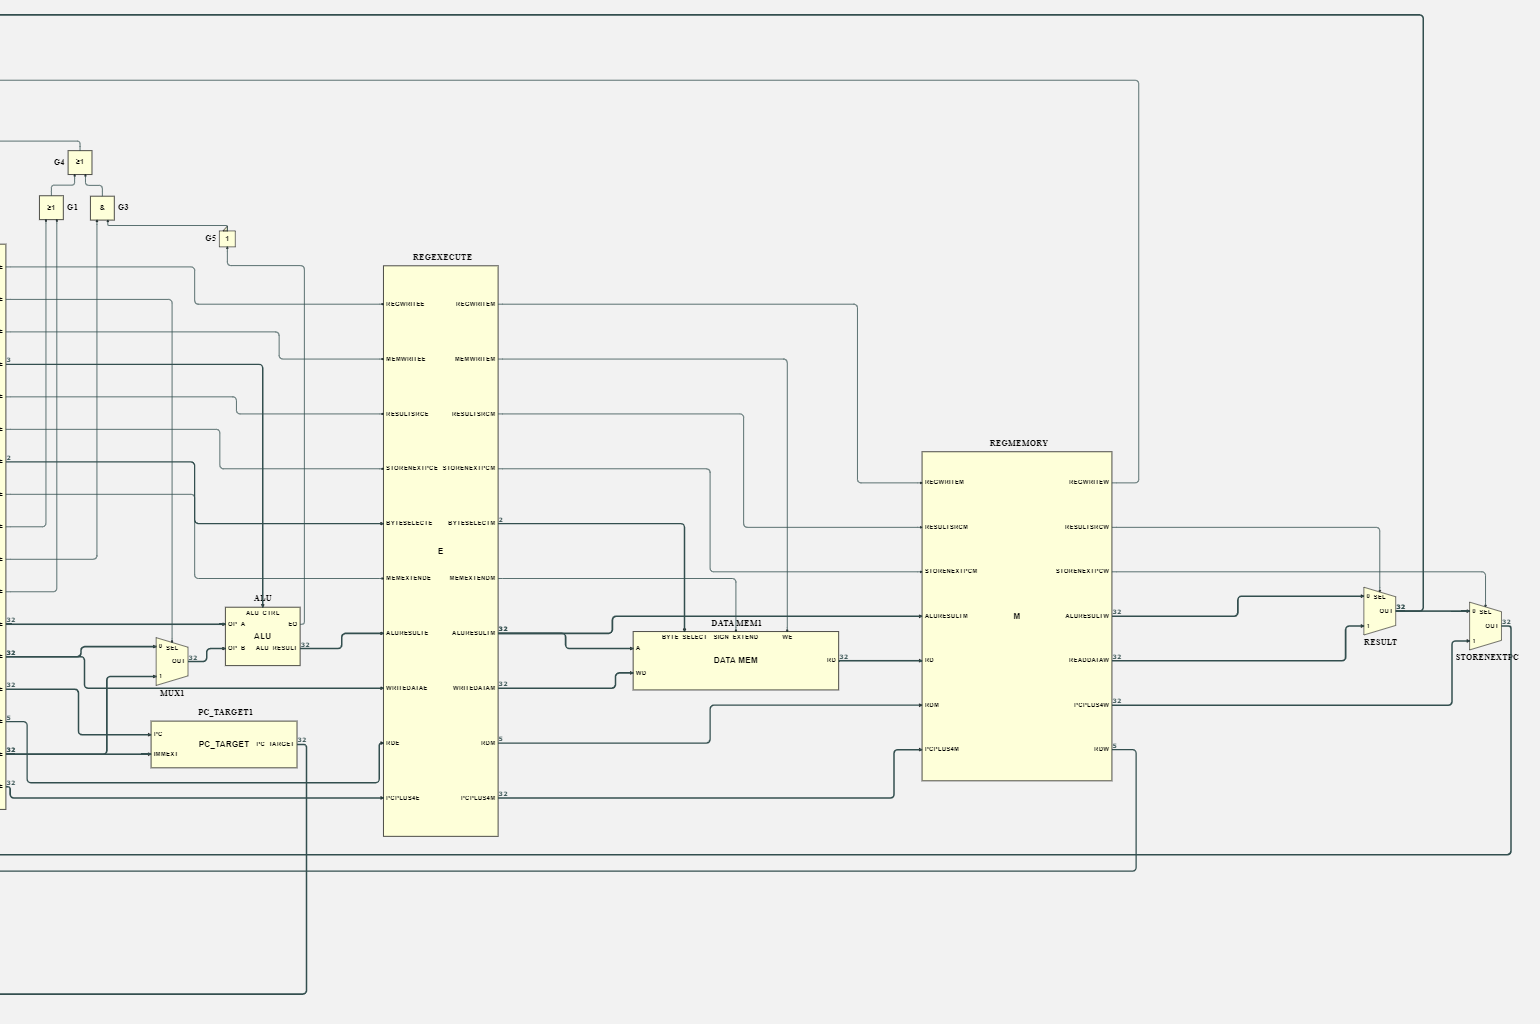 G4
≥1
≥1
G1
&
G3
G5
1
3
2
32
32
32
5
32
32
ALU
ALU CTRL
OP A
EQ
ALU
OP B
ALU RESULT
32
0
SEL
OUT
32
1
MUX1
PC_TARGET1
PC
PC_TARGET
PC TARGET
32
IMMEXT
REGEXECUTE
REGWRITEE
REGWRITEM
MEMWRITEE
MEMWRITEM
RESULTSRCE
RESULTSRCM
STORENEXTPCE
STORENEXTPCM
BYTESELECTE
BYTESELECTM
2
E
MEMEXTENDE
MEMEXTENDM
ALURESULTE
ALURESULTM
32
WRITEDATAE
WRITEDATAM
32
RDE
RDM
5
PCPLUS4E
PCPLUS4M
32
DATA MEM1
BYTE SELECT
SIGN EXTEND
WE
A
DATA MEM
RD
32
WD
REGMEMORY
REGWRITEM
REGWRITEW
RESULTSRCM
RESULTSRCW
STORENEXTPCM
STORENEXTPCW
ALURESULTM
M
ALURESULTW
32
RD
READDATAW
32
RDM
PCPLUS4W
32
PCPLUS4M
RDW
5
0
SEL
OUT
32
1
RESULT
0
SEL
OUT
32
1
STORENEXTPC